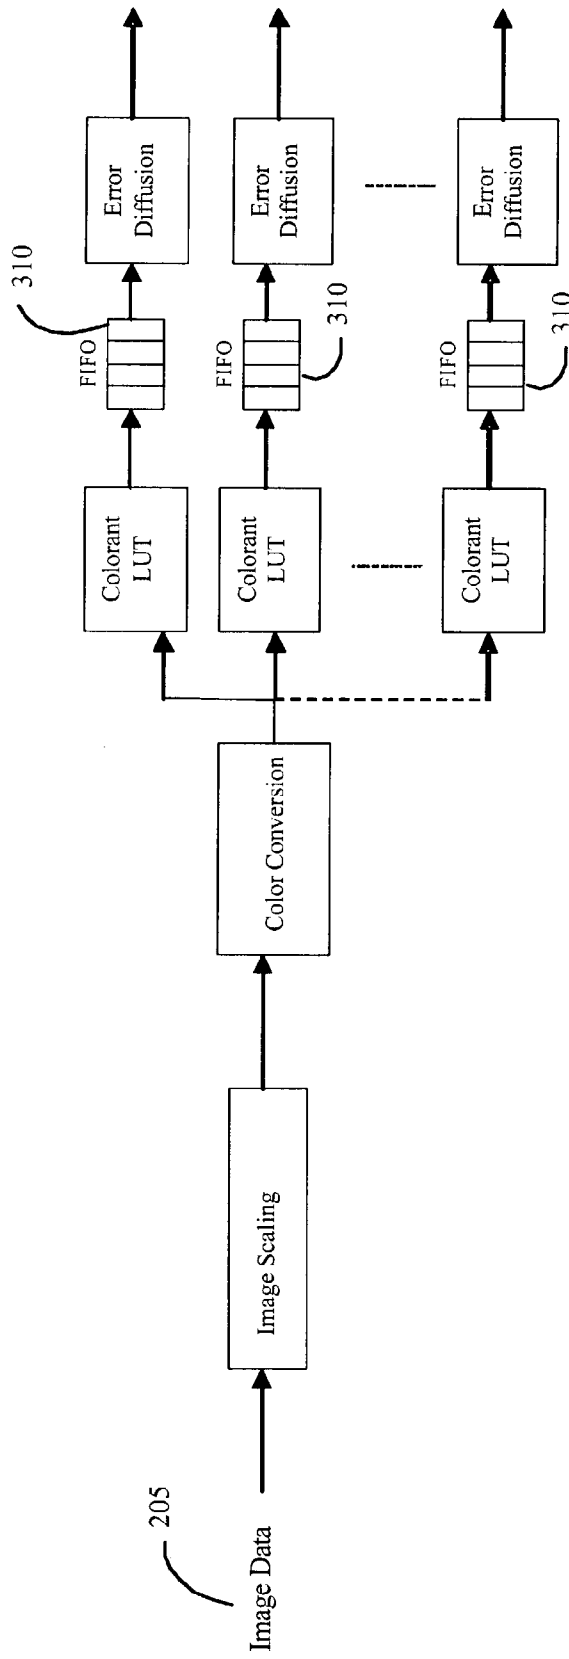 205
Image Data
Image Scaling
Color Conversion
Colorant
LUT
FIFO
310
Error
Diffusion
Colorant
LUT
FIFO
310
Error
Diffusion
Colorant
LUT
FIFO
310
Error
Diffusion